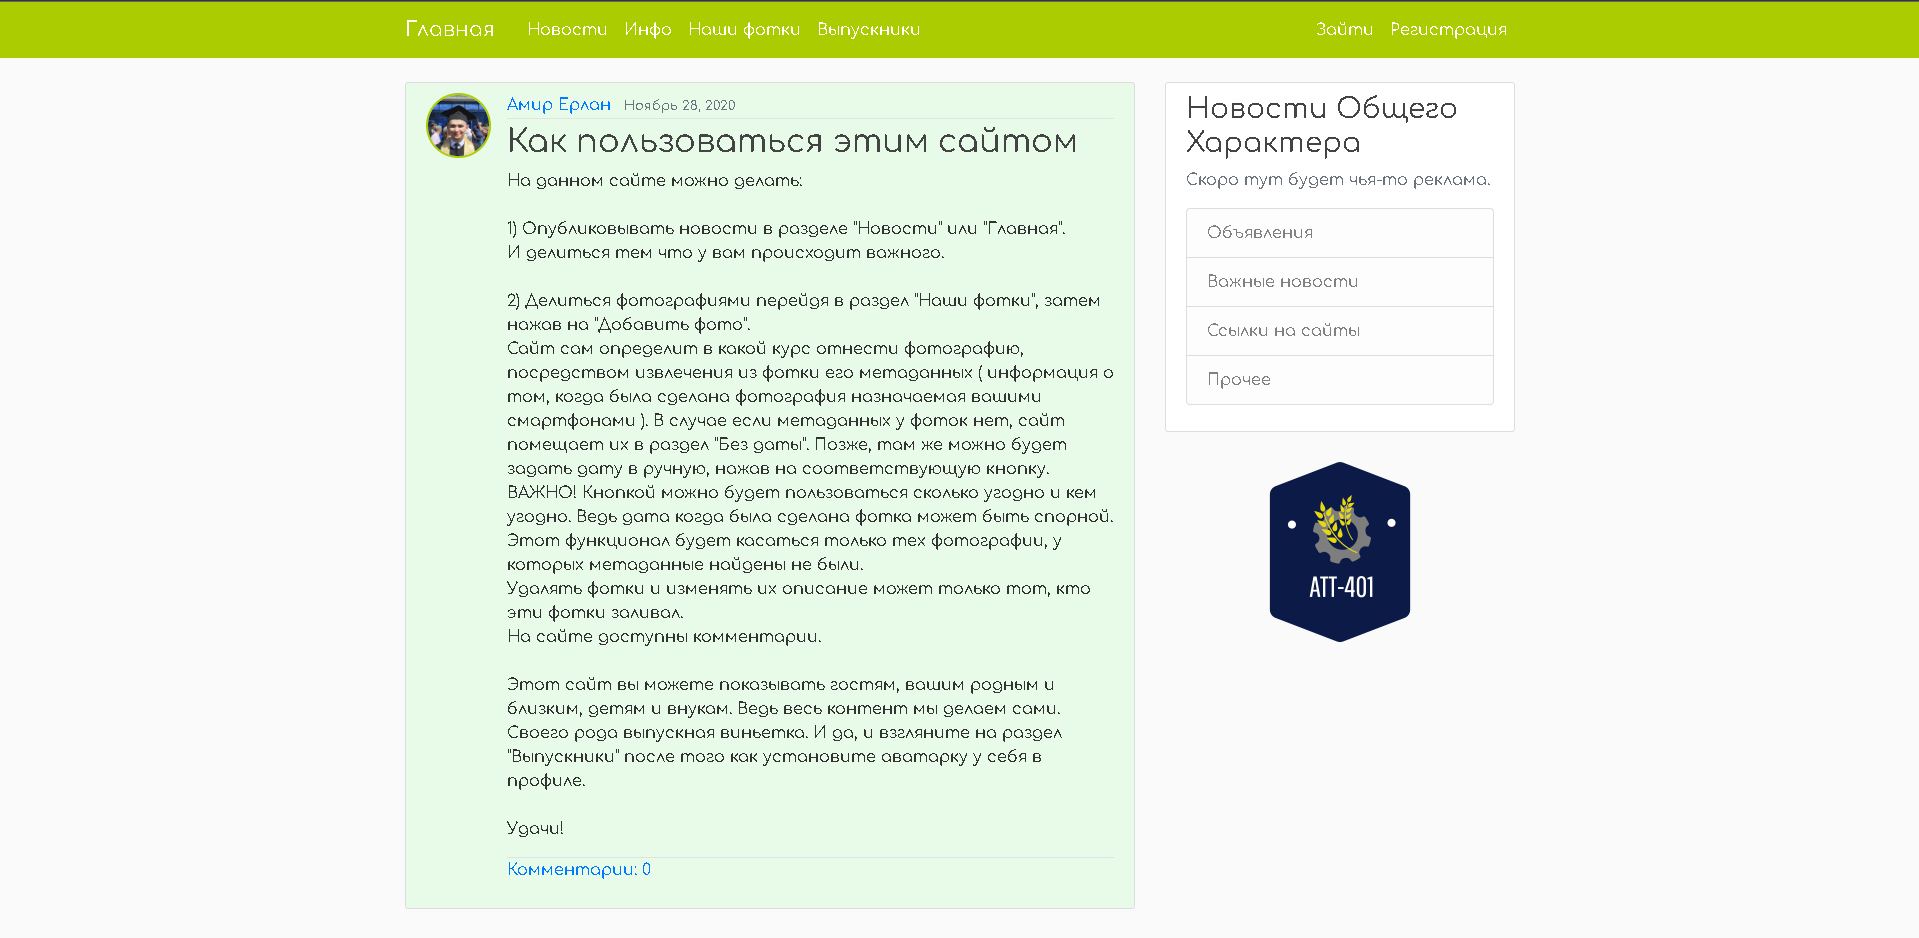 Главная
Новости
Инфо
Наши фотки
Выпускники
Зайти
Регистрация
Амир Ерлан Ноябрь 28, 2020
Как пользоваться этим сайтом
На данном сайте можно делать:
1) Опубликовывать новости в разделе "Новости" или "Главная".
И делиться тем что у вам происходит важного.
2) Делиться фотографиями перейдя в раздел "Наши фотки", затем
нажав на "Добавить фото".
Сайт сам определит в какой курс отнести фотографию,
посредством извлечения из фотки его метаданных ( информация о
том, когда была сделана фотография назначаемая вашими
смартфонами ). В случае если метаданных у фоток нет, сайт
помещает их в раздел "Без даты". Позже, там же можно будет
задать дату в ручную, нажав на соответствующую кнопку.
ВАЖНО! Кнопкой можно будет пользоваться сколько угодно и кем
угодно. Ведь дата когда была сделана фотка может быть спорной.
Этот функционал будет касаться только тех фотографии, у
которых метаданные найдены не были.
Удалять фотки и изменять их описание может только тот, кто
эти фотки заливал.
На сайте доступны комментарии.
Этот сайт вы можете показывать гостям, вашим родным и
близким, детям и внукам. Ведь весь контент мы делаем сами.
Своего рода выпускная виньетка. И да, и взгляните на раздел
"Выпускники" после того как установите аватарку у себя в
профиле.
Удачи!
Комментарии: 0
Новости Общего
Характера
Скоро тут будет чья-то реклама.
Объявления
Важные новости
Ссылки на сайты
Прочее
АТТ-401